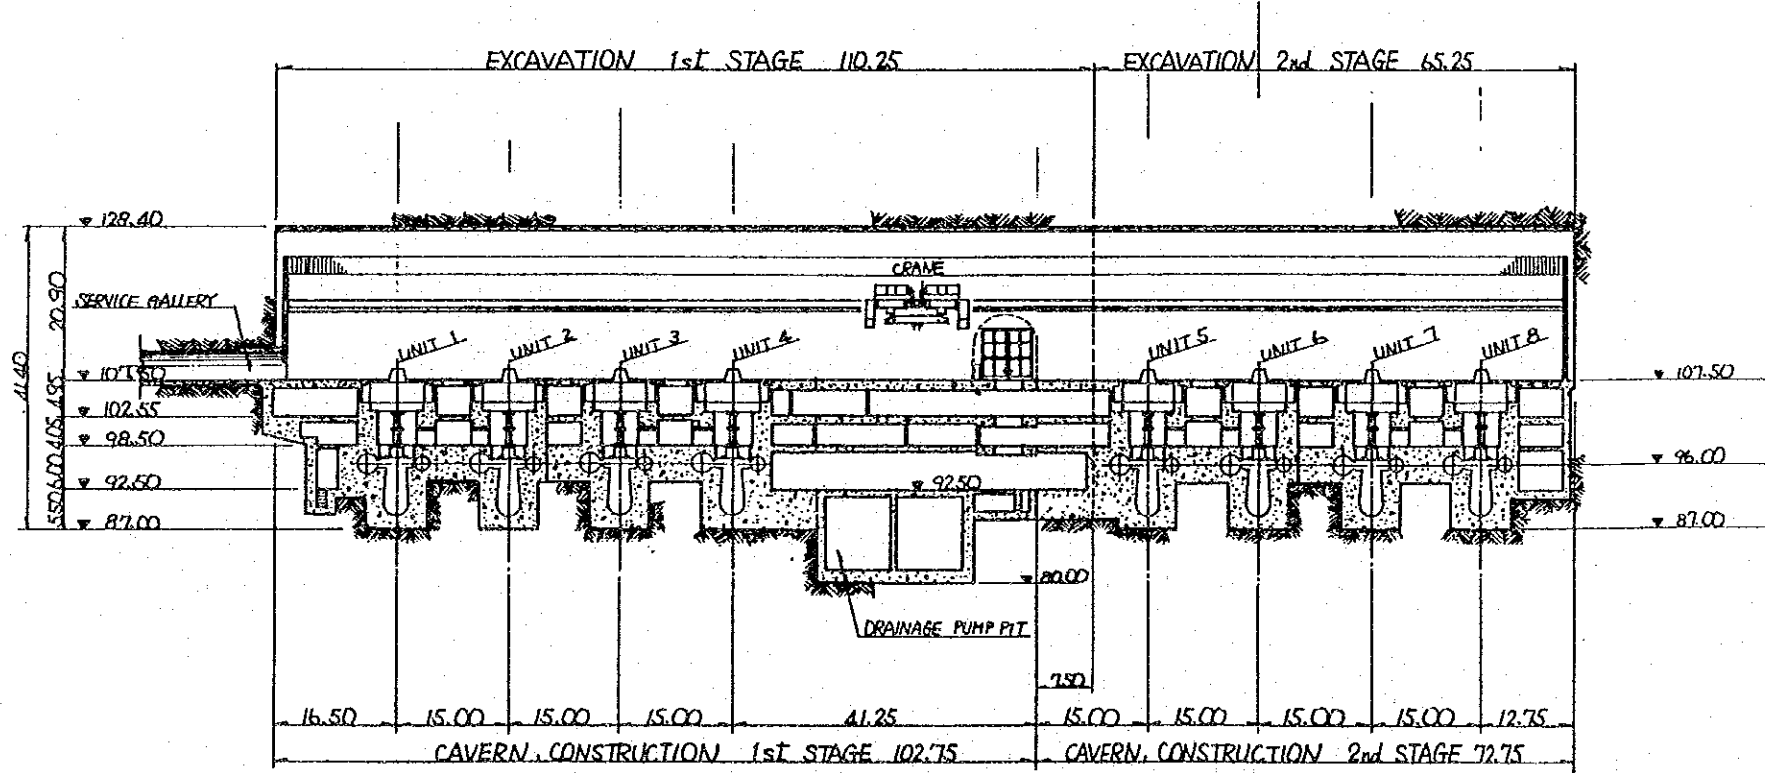 EXCAVATION 1st STAGE 110.25
EXCAVATION 2nd STAGE 65.25
128.40
CRANE
SERVICE GALLERY
20.90
41.40
UNIT 1
UNIT 2
UNIT 3
UNIT 4
UNIT 5
UNIT 6
UNIT 7
UNIT 8
107.50
107.50
4.95
102.55
4.05
98.50
6.00
96.00
92.50
92.50
5.50
87.00
87.00
80.00
DRAINAGE PUMP PIT
7.50
16.50 15.00 15.00 15.00 41.25 15.00 15.00 15.00 15.00 12.75
CAVERN, CONSTRUCTION 1st STAGE 102.75
CAVERN, CONSTRUCTION 2nd STAGE 72.75